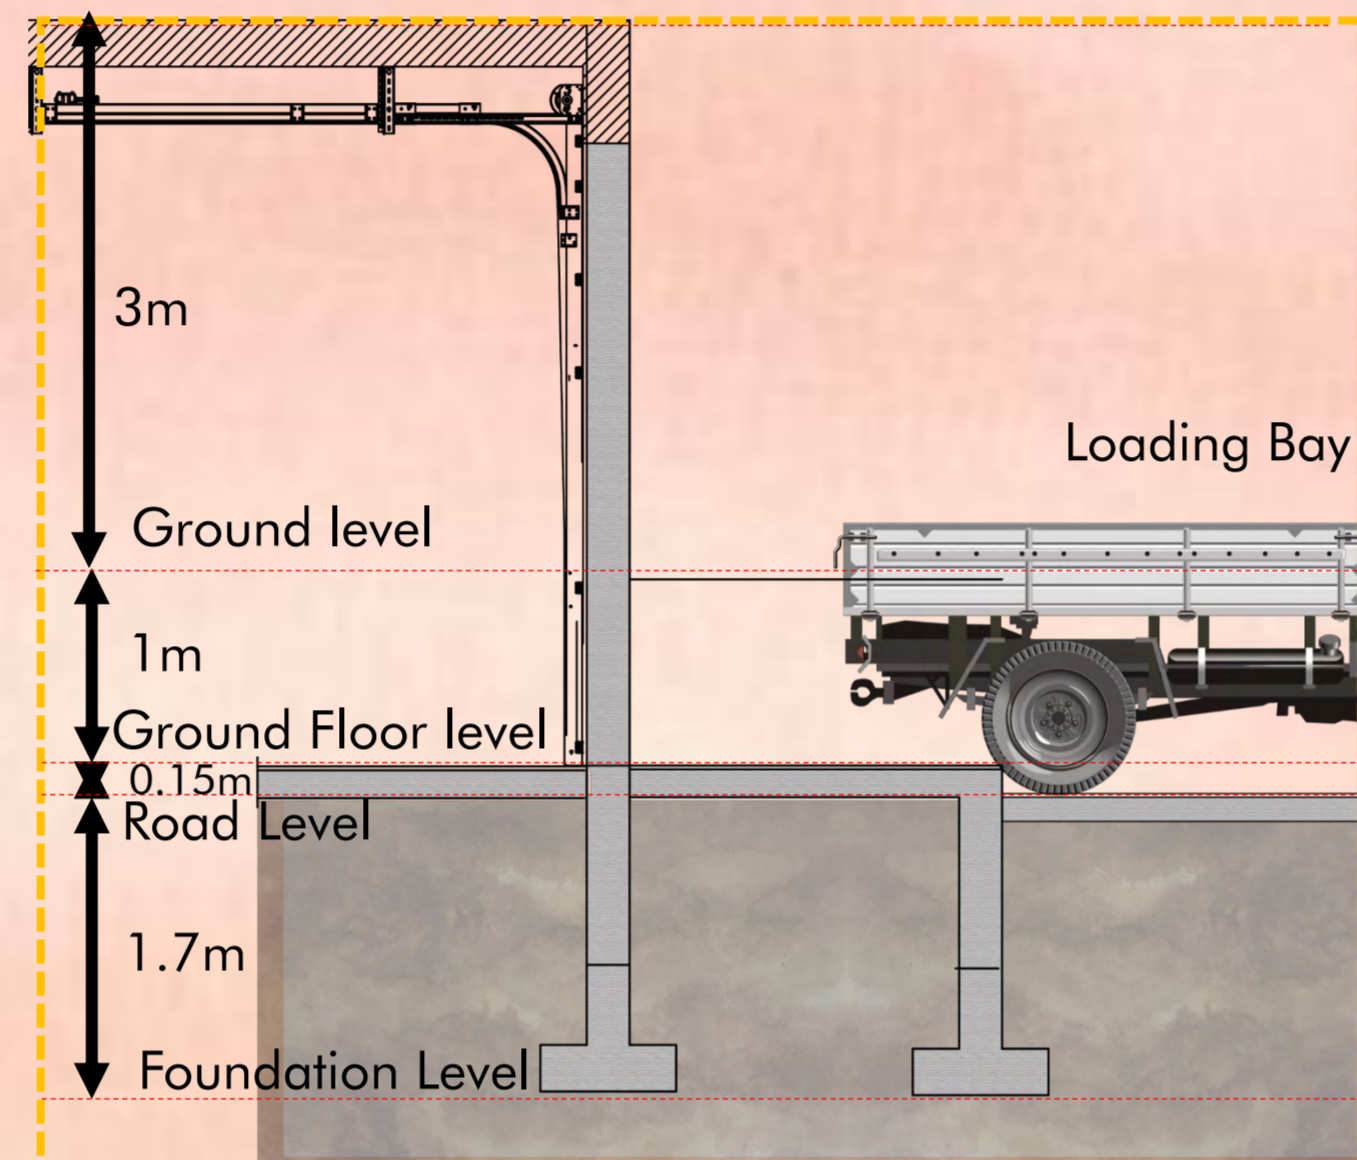 3m
Loading Bay
Ground level
1m
Ground Floor level
0.15m
Road Level
1.7m
Foundation Level